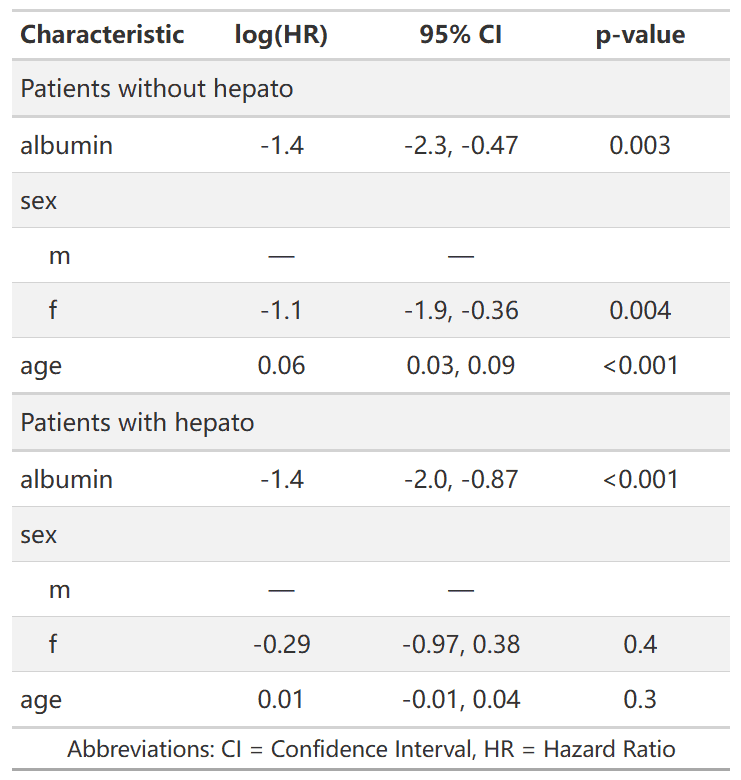 Characteristic log(HR) 95% CI p-value
Patients without hepato
albumin -1.4 -2.3, -0.47 0.003
sex
m — —
f -1.1 -1.9, -0.36 0.004
age 0.06 0.03, 0.09 <0.001
Patients with hepato
albumin -1.4 -2.0, -0.87 <0.001
sex
m — —
f -0.29 -0.97, 0.38 0.4
age 0.01 -0.01, 0.04 0.3
Abbreviations: CI = Confidence Interval, HR = Hazard Ratio